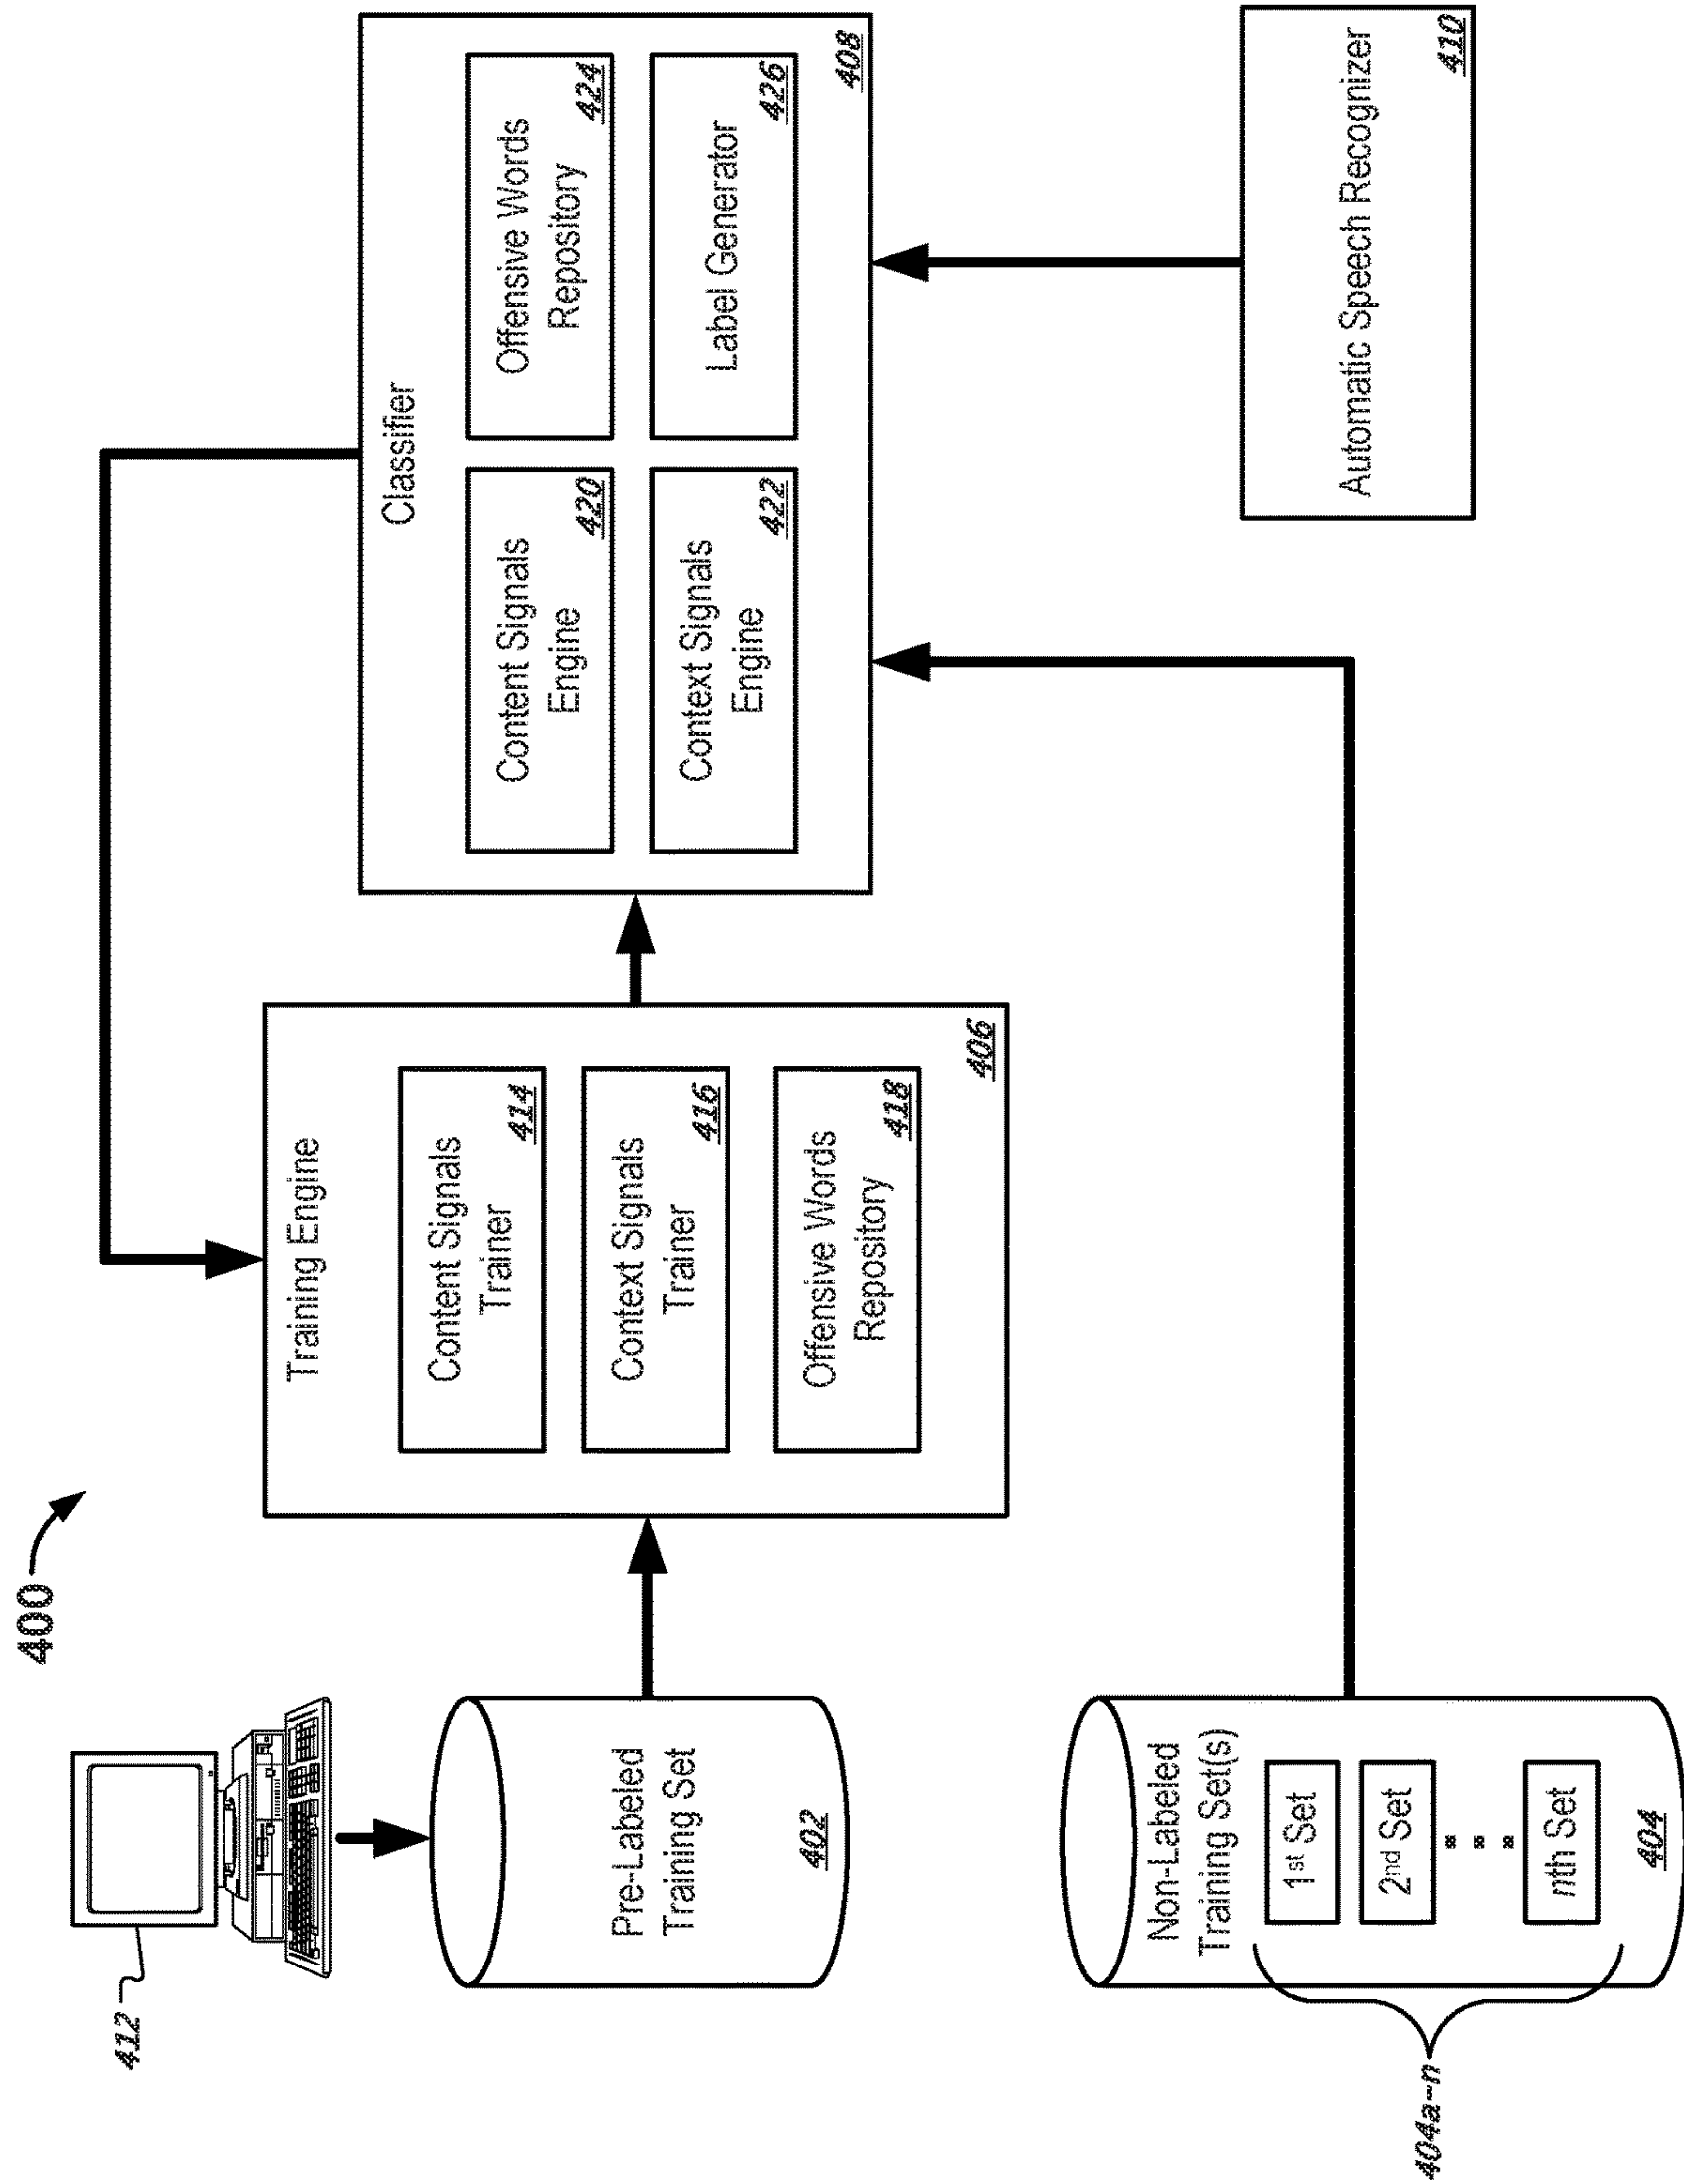 400
412
Pre-Labeled
Training Set
402
Training Engine
Content Signals
Trainer
414
Context Signals
Trainer
416
Offensive Words
Repository
418
406
Classifier
Content Signals
Engine
420
Offensive Words
Repository
424
Context Signals
Engine
422
Label Generator
426
408
Non-Labeled
Training Set(s)
1st Set
2nd Set
nth Set
404
404a-n
Automatic Speech Recognizer
410